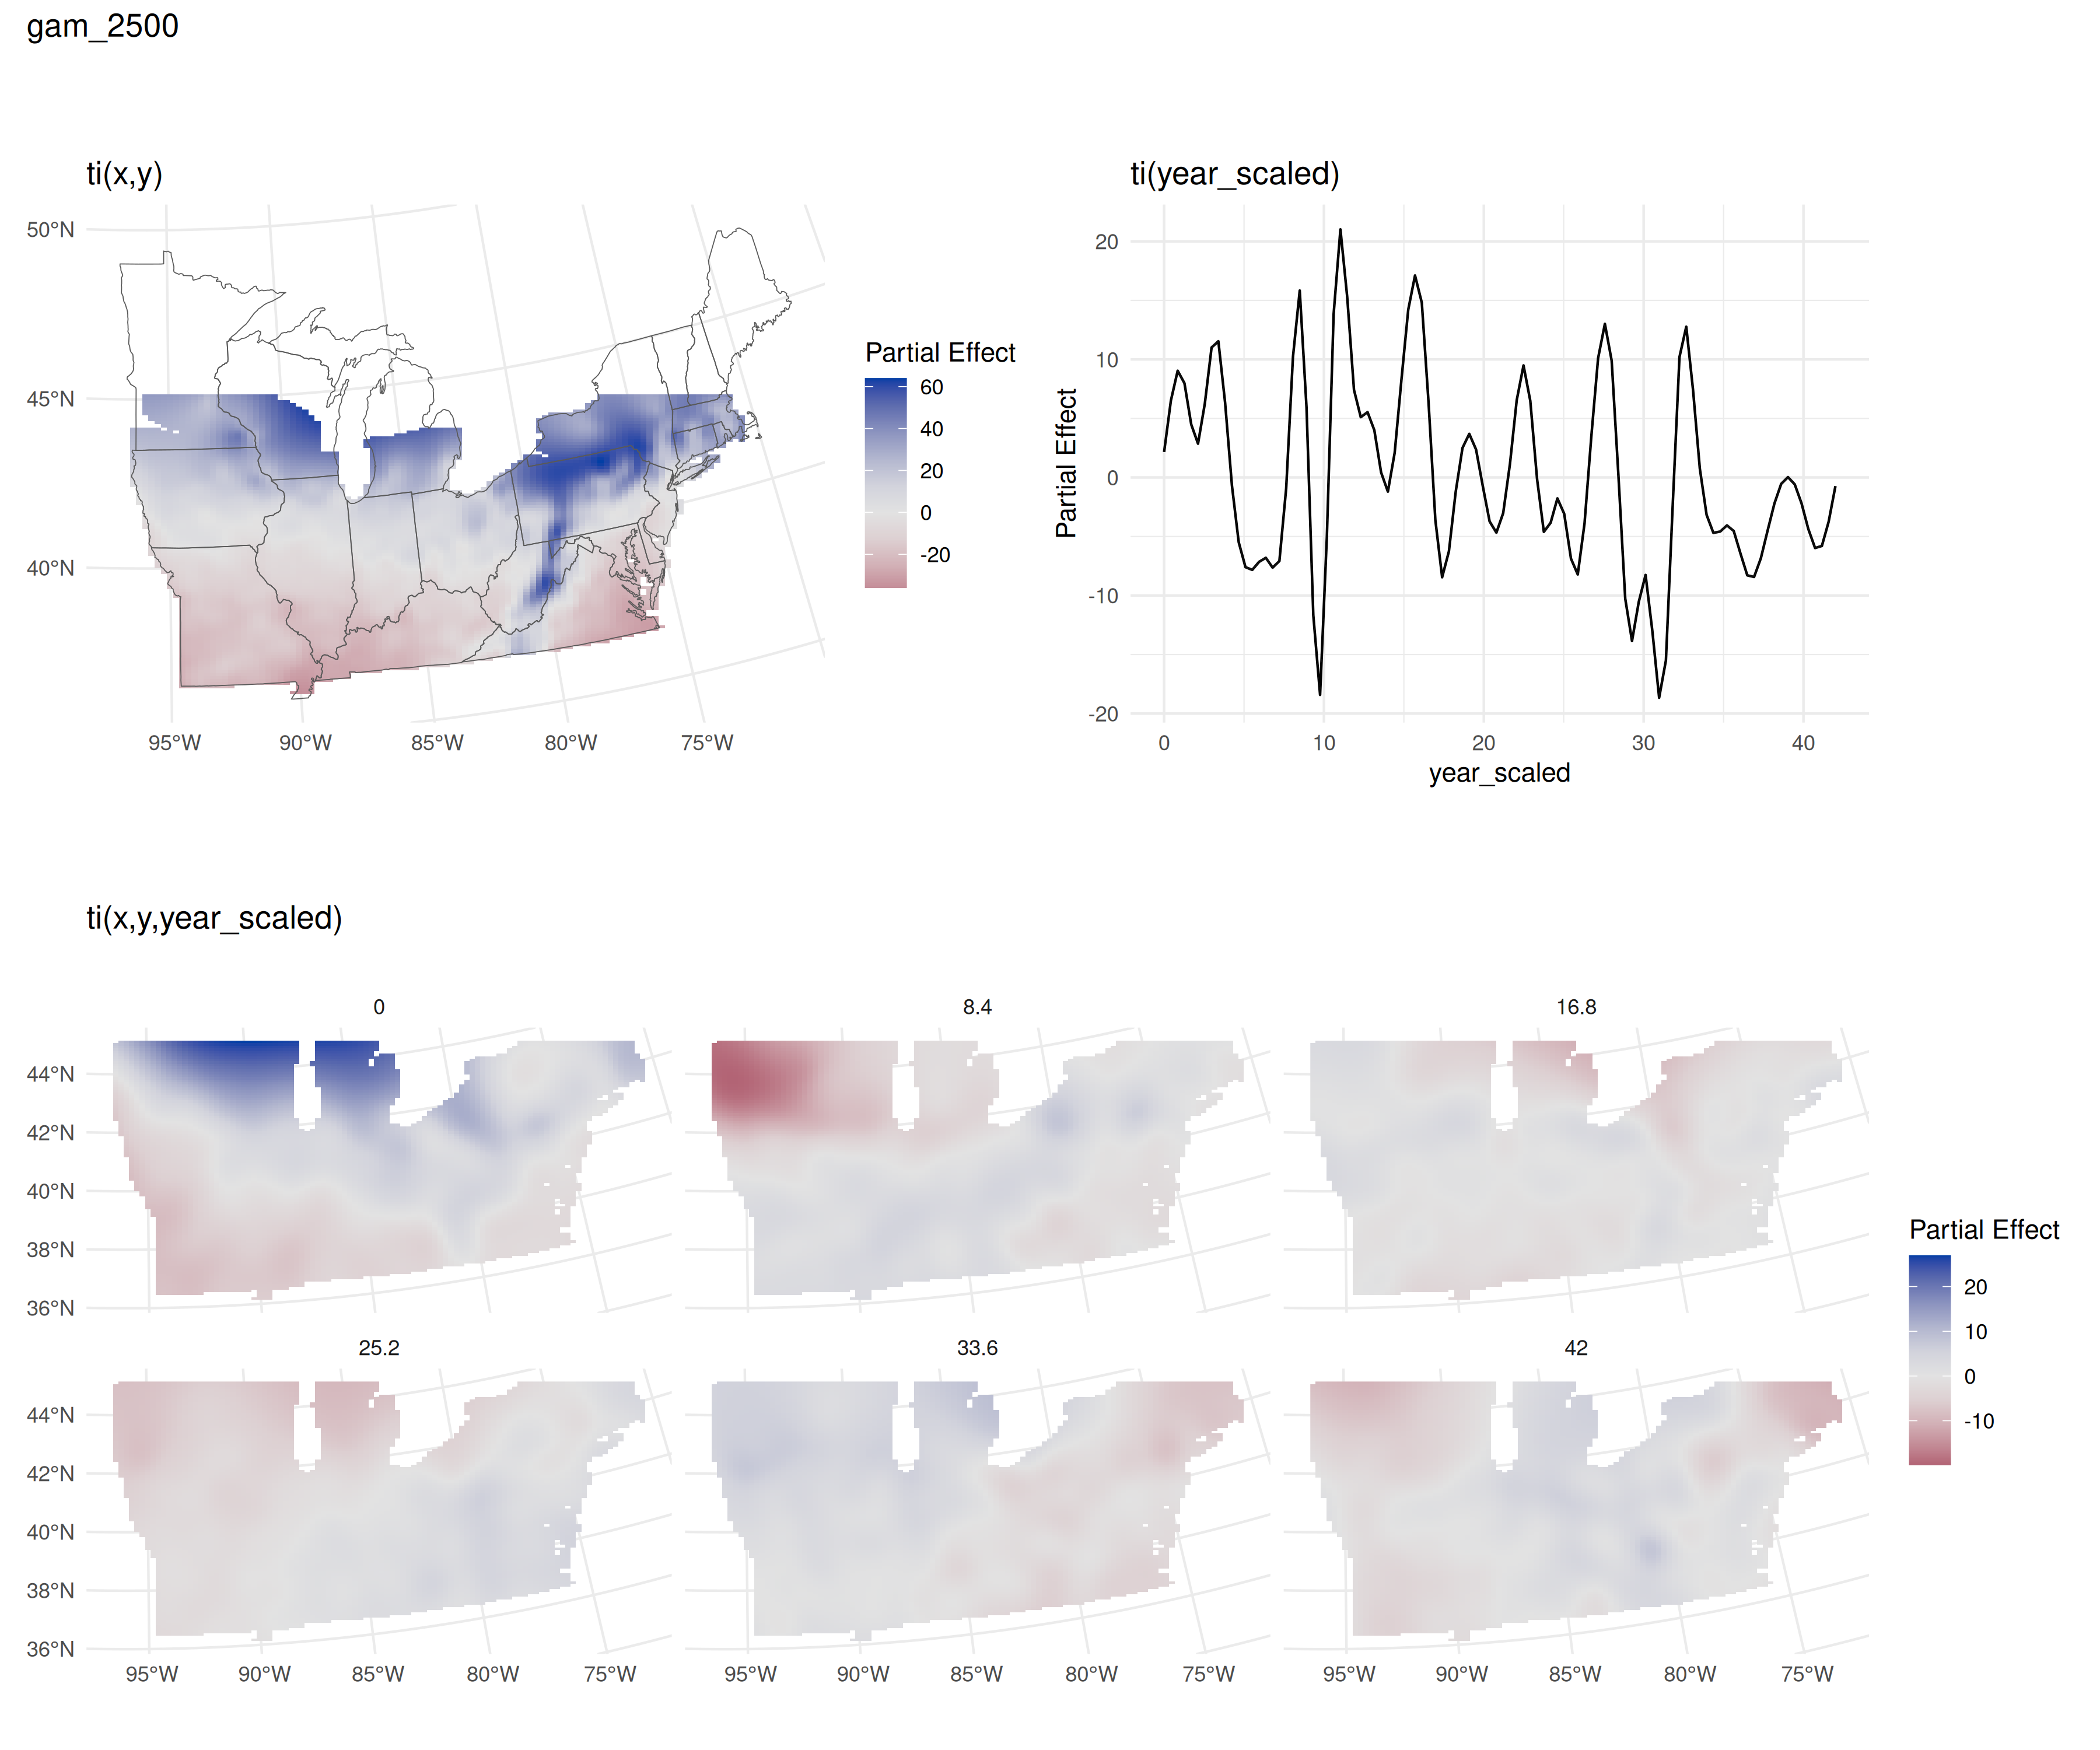 gam_2500
ti(x,y)
50°N
45°N
40°N
95°W 90°W 85°W 80°W 75°W
Partial Effect
60
40
20
0
-20
ti(year_scaled)
Partial Effect
20
10
0
-10
-20
0 10 20 30 40
year_scaled
ti(x,y,year_scaled)
0 8.4 16.8
44°N
42°N
40°N
38°N
36°N
25.2 33.6 42
44°N
42°N
40°N
38°N
36°N
95°W 90°W 85°W 80°W 75°W 95°W 90°W 85°W 80°W 75°W 95°W 90°W 85°W 80°W 75°W
Partial Effect
20
10
0
-10